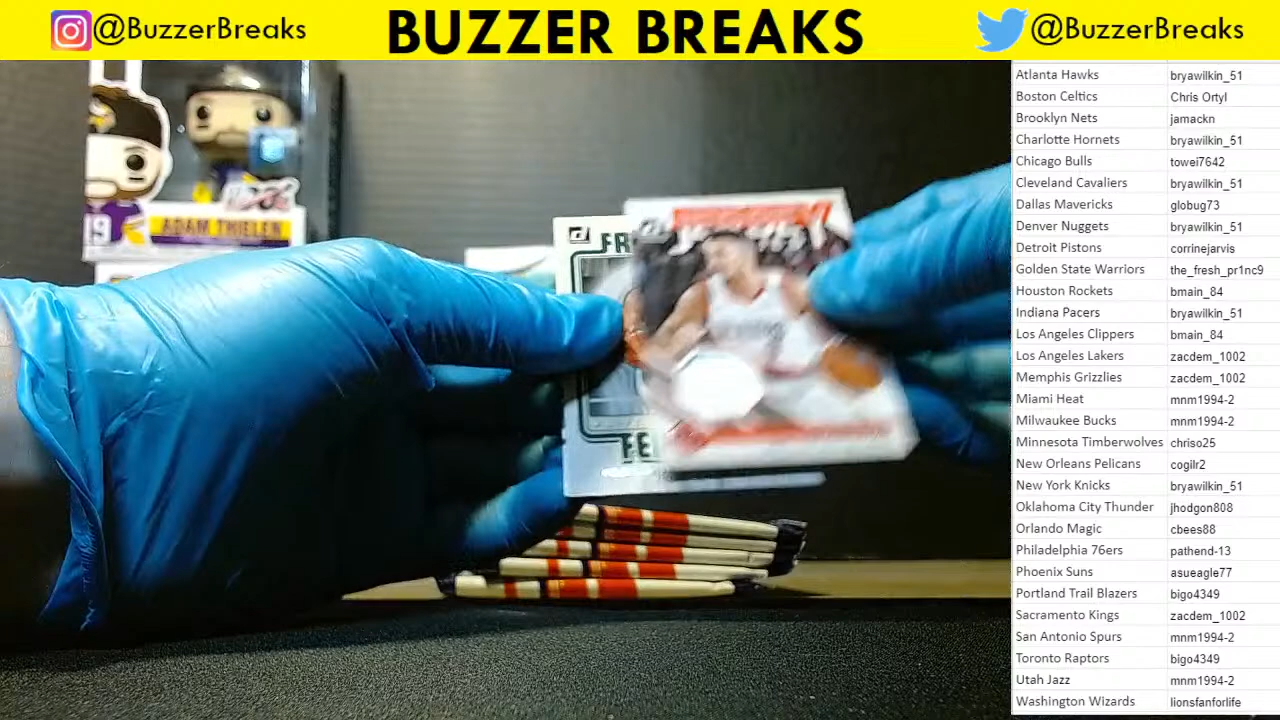 @BuzzerBreaks
BUZZER BREAKS
@BuzzerBreaks
ADAM THIELEN
Atlanta Hawks bryawilkin_51
Boston Celtics Chris Ortyl
Brooklyn Nets jamackn
Charlotte Hornets bryawilkin_51
Chicago Bulls towei7642
Cleveland Cavaliers bryawilkin_51
Dallas Mavericks globug73
Denver Nuggets bryawilkin_51
Detroit Pistons corrinejarvis
Golden State Warriors the_fresh_pr1nc9
Houston Rockets bmain_84
Indiana Pacers bryawilkin_51
Los Angeles Clippers bmain_84
Los Angeles Lakers zacdem_1002
Memphis Grizzlies zacdem_1002
Miami Heat mnm1994-2
Milwaukee Bucks mnm1994-2
Minnesota Timberwolves chriso25
New Orleans Pelicans cogilr2
New York Knicks bryawilkin_51
Oklahoma City Thunder jhodgon808
Orlando Magic cbees88
Philadelphia 76ers pathend-13
Phoenix Suns asueagle77
Portland Trail Blazers bigo4349
Sacramento Kings zacdem_1002
San Antonio Spurs mnm1994-2
Toronto Raptors bigo4349
Utah Jazz mnm1994-2
Washington Wizards lionsfanforlife